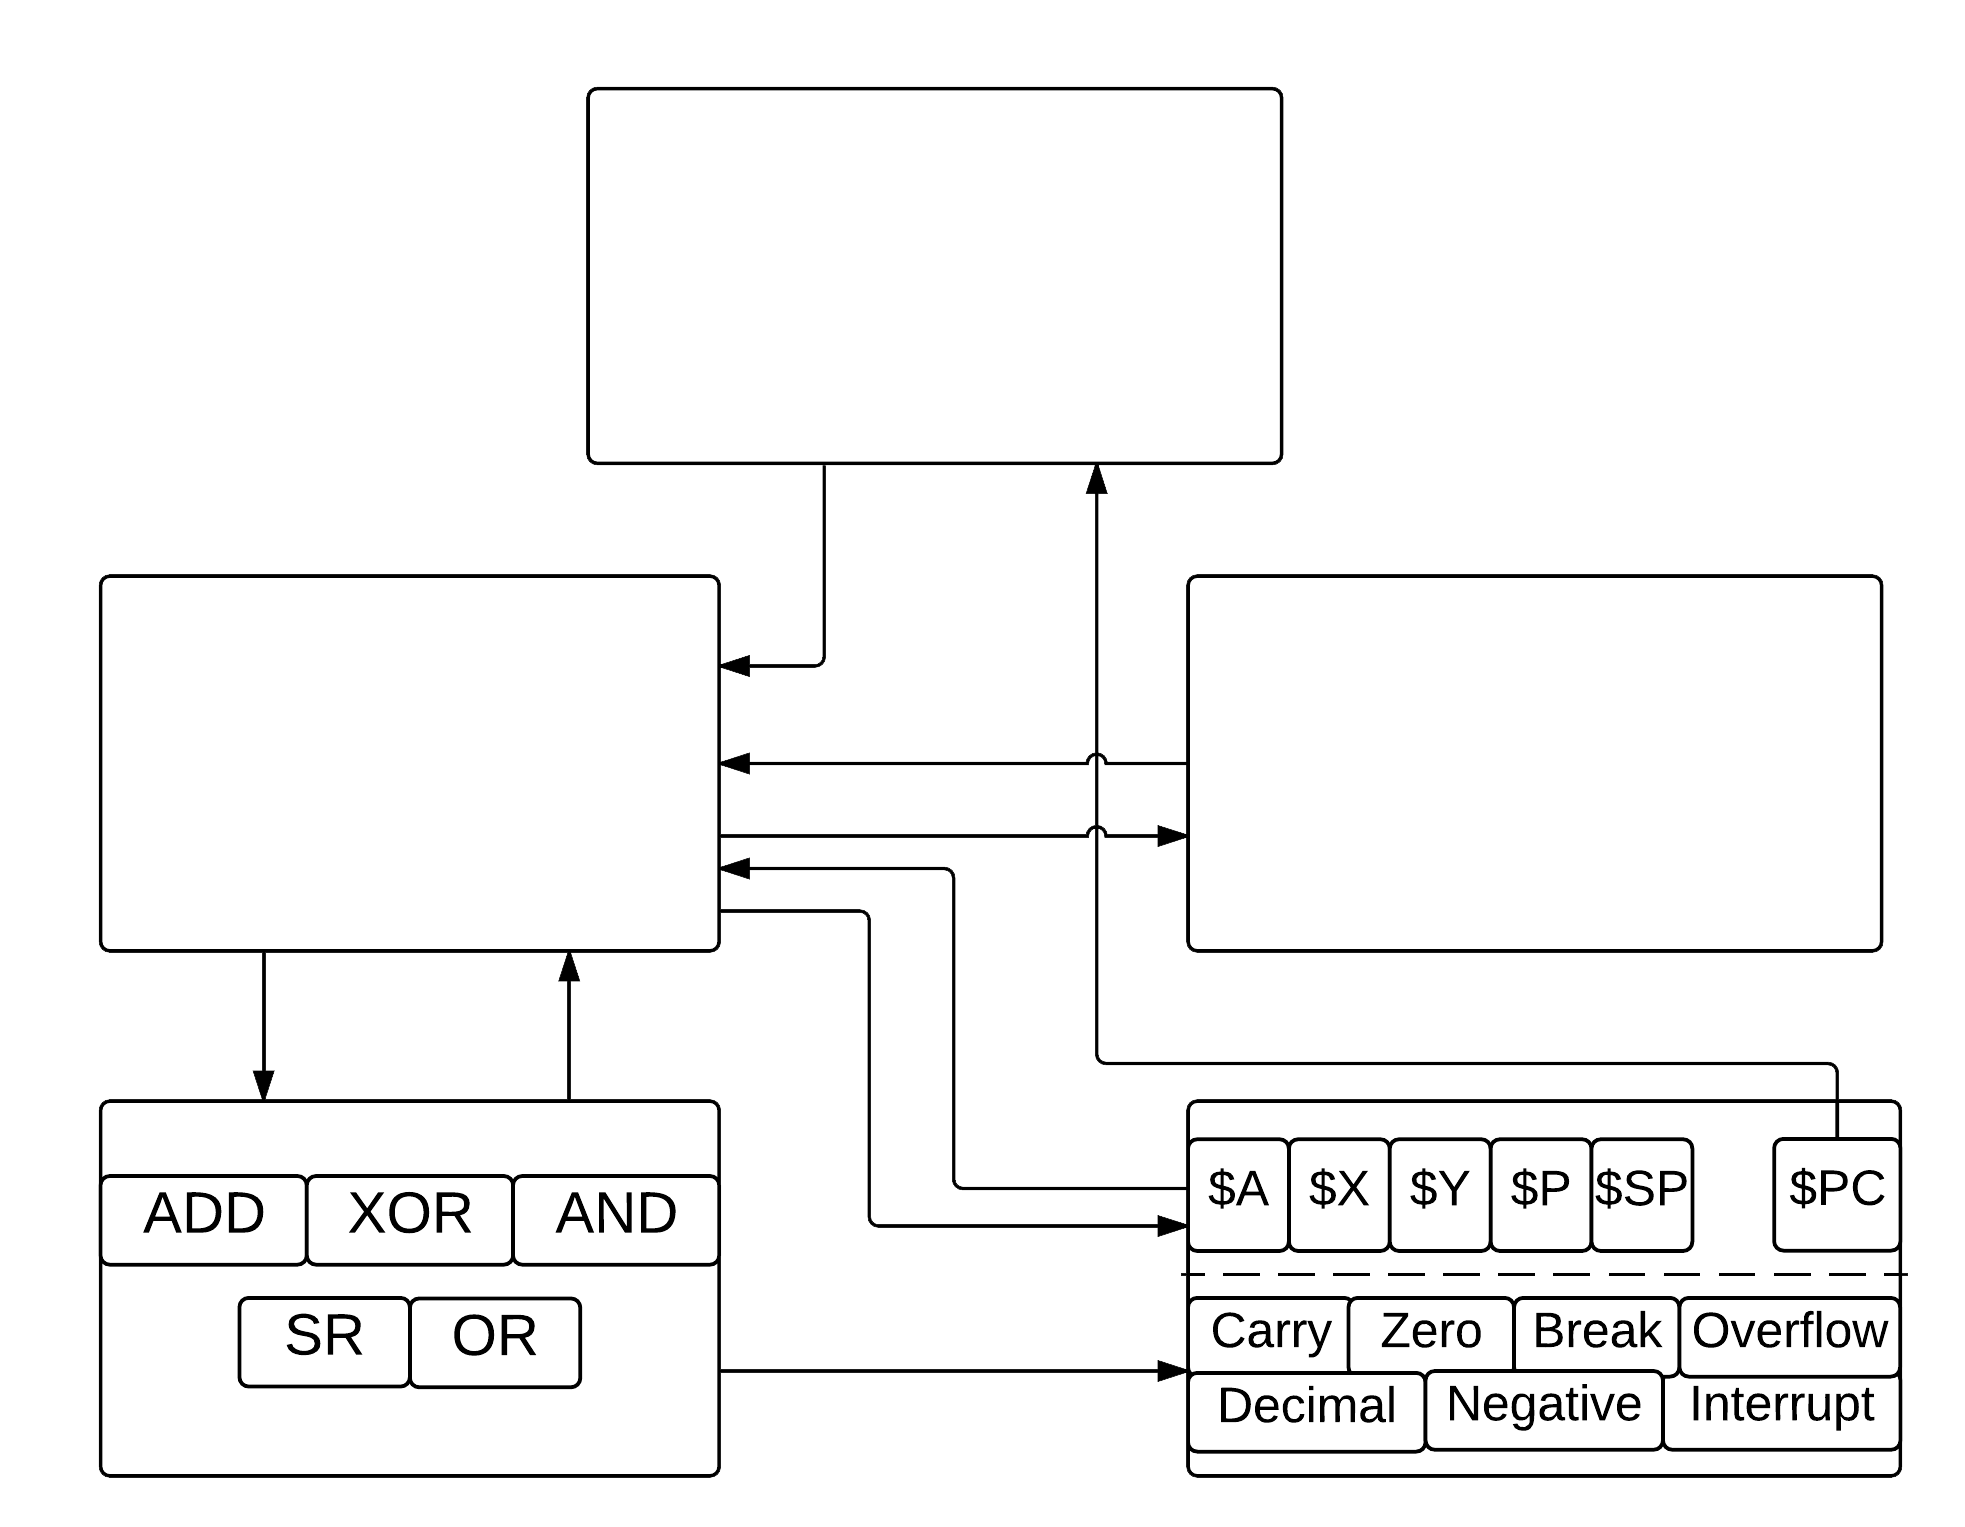 $A $X $Y $P $SP $PC
ADD XOR AND
Carry Zero Break Overflow
SR OR
Decimal Negative Interrupt